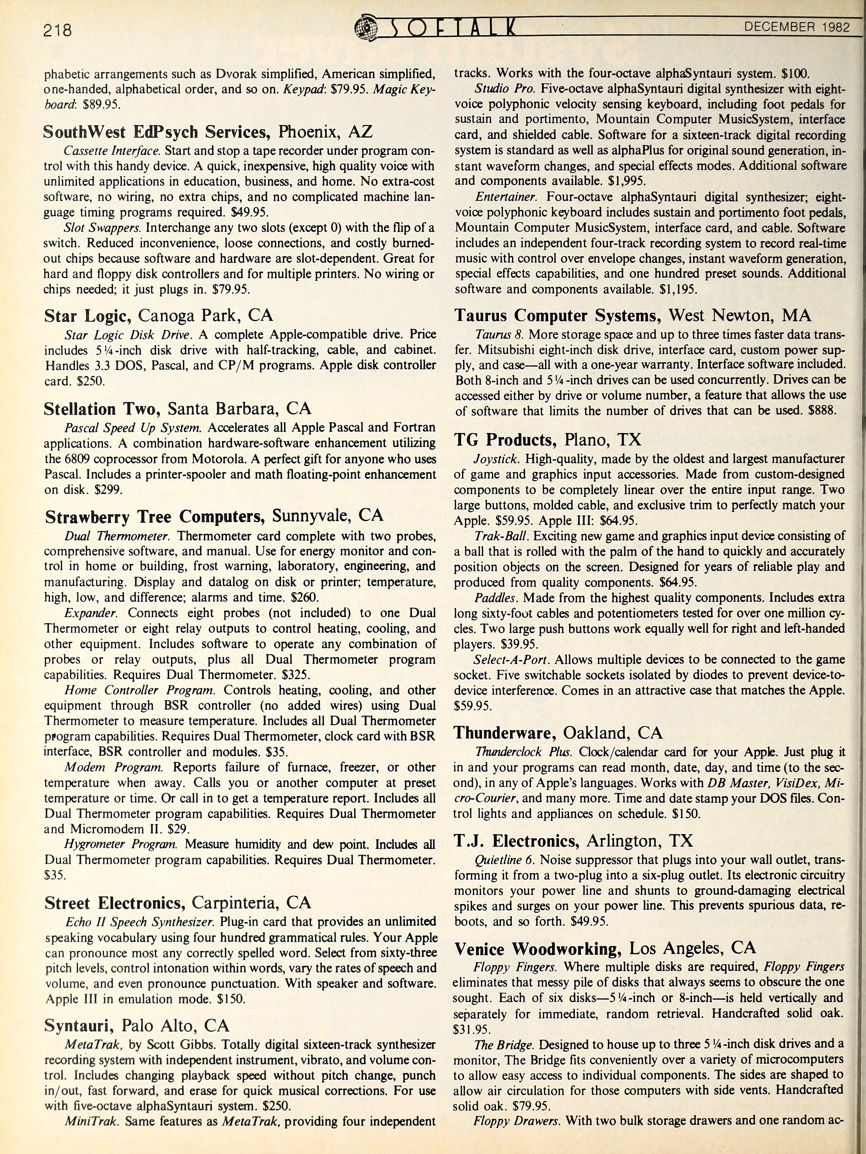 218
SOFTALK
DECEMBER 1982
phabetic arrangements such as Dvorak simplified, American simplified,
one-handed, alphabetical order, and so on. Keypad: $79.95. Magic Key-
board: $89.95.
SouthWest EdPsych Services, Phoenix, AZ
Cassette Interface. Start and stop a tape recorder under program con-
trol with this handy device. A quick, inexpensive, high quality voice with
unlimited applications in education, business, and home. No extra-cost
software, no wiring, no extra chips, and no complicated machine lan-
guage timing programs required. $49.95.
Slot Swappers. Interchange any two slots (except 0) with the flip of a
switch. Reduced inconvenience, loose connections, and costly burned-
out chips because software and hardware are slot-dependent. Great for
hard and floppy disk controllers and for multiple printers. No wiring or
chips needed; it just plugs in. $79.95.
Star Logic, Canoga Park, CA
Star Logic Disk Drive. A complete Apple-compatible drive. Price
includes 5¼-inch disk drive with half-tracking, cable, and cabinet.
Handles 3.3 DOS, Pascal, and CP/M programs. Apple disk controller
card. $250.
Stellation Two, Santa Barbara, CA
Pascal Speed Up System. Accelerates all Apple Pascal and Fortran
applications. A combination hardware-software enhancement utilizing
the 6809 coprocessor from Motorola. A perfect gift for anyone who uses
Pascal. Includes a printer-spooler and math floating-point enhancement
on disk. $299.
Strawberry Tree Computers, Sunnyvale, CA
Dual Thermometer. Thermometer card complete with two probes,
comprehensive software, and manual. Use for energy monitor and con-
trol in home or building, frost warning, laboratory, engineering, and
manufacturing. Display and datalog on disk or printer; temperature,
high, low, and difference; alarms and time. $260.
Expander. Connects eight probes (not included) to one Dual
Thermometer or eight relay outputs to control heating, cooling, and
other equipment. Includes software to operate any combination of
probes or relay outputs, plus all Dual Thermometer program
capabilities. Requires Dual Thermometer. $325.
Home Controller Program. Controls heating, cooling, and other
equipment through BSR controller (no added wires) using Dual
Thermometer to measure temperature. Includes all Dual Thermometer
program capabilities. Requires Dual Thermometer, clock card with BSR
interface, BSR controller and modules. $35.
Modem Program. Reports failure of furnace, freezer, or other
temperature when away. Calls you or another computer at preset
temperature or time. Or call in to get a temperature report. Includes all
Dual Thermometer program capabilities. Requires Dual Thermometer
and Micromodem II. $29.
Hygrometer Program. Measure humidity and dew point. Includes all
Dual Thermometer program capabilities. Requires Dual Thermometer.
$35.
Street Electronics, Carpinteria, CA
Echo II Speech Synthesizer. Plug-in card that provides an unlimited
speaking vocabulary using four hundred grammatical rules. Your Apple
can pronounce most any correctly spelled word. Select from sixty-three
pitch levels, control intonation within words, vary the rates of speech and
volume, and even pronounce punctuation. With speaker and software.
Apple III in emulation mode. $150.
Syntauri, Palo Alto, CA
MetaTrak, by Scott Gibbs. Totally digital sixteen-track synthesizer
recording system with independent instrument, vibrato, and volume con-
trol. Includes changing playback speed without pitch change, punch
in/out, fast forward, and erase for quick musical corrections. For use
with five-octave alphaSyntauri system. $250.
MiniTrak. Same features as MetaTrak, providing four independent
tracks. Works with the four-octave alphaSyntauri system. $100.
Studio Pro. Five-octave alphaSyntauri digital synthesizer with eight-
voice polyphonic velocity sensing keyboard, including foot pedals for
sustain and portimento, Mountain Computer MusicSystem, interface
card, and shielded cable. Software for a sixteen-track digital recording
system is standard as well as alphaPlus for original sound generation, in-
stant waveform changes, and special effects modes. Additional software
and components available. $1,995.
Entertainer. Four-octave alphaSyntauri digital synthesizer; eight-
voice polyphonic keyboard includes sustain and portimento foot pedals,
Mountain Computer MusicSystem, interface card, and cable. Software
includes an independent four-track recording system to record real-time
music with control over envelope changes, instant waveform generation,
special effects capabilities, and one hundred preset sounds. Additional
software and components available. $1,195.
Taurus Computer Systems, West Newton, MA
Taurus 8. More storage space and up to three times faster data trans-
fer. Mitsubishi eight-inch disk drive, interface card, custom power sup-
ply, and case—all with a one-year warranty. Interface software included.
Both 8-inch and 5¼-inch drives can be used concurrently. Drives can be
accessed either by drive or volume number, a feature that allows the use
of software that limits the number of drives that can be used. $888.
TG Products, Plano, TX
Joystick. High-quality, made by the oldest and largest manufacturer
of game and graphics input accessories. Made from custom-designed
components to be completely linear over the entire input range. Two
large buttons, molded cable, and exclusive trim to perfectly match your
Apple. $59.95. Apple III: $64.95.
Trak-Ball. Exciting new game and graphics input device consisting of
a ball that is rolled with the palm of the hand to quickly and accurately
position objects on the screen. Designed for years of reliable play and
produced from quality components. $64.95.
Paddles. Made from the highest quality components. Includes extra
long sixty-foot cables and potentiometers tested for over one million cy-
cles. Two large push buttons work equally well for right and left-handed
players. $39.95.
Select-A-Port. Allows multiple devices to be connected to the game
socket. Five switchable sockets isolated by diodes to prevent device-to-
device interference. Comes in an attractive case that matches the Apple.
$59.95.
Thunderware, Oakland, CA
Thunderclock Plus. Clock/calendar card for your Apple. Just plug it
in and your programs can read month, date, day, and time (to the sec-
ond), in any of Apple's languages. Works with DB Master, VisiDex, Mi-
cro-Courier, and many more. Time and date stamp your DOS files. Con-
trol lights and appliances on schedule. $150.
T.J. Electronics, Arlington, TX
Quietline 6. Noise suppressor that plugs into your wall outlet, trans-
forming it from a two-plug into a six-plug outlet. Its electronic circuitry
monitors your power line and shunts to ground-damaging electrical
spikes and surges on your power line. This prevents spurious data, re-
boots, and so forth. $49.95.
Venice Woodworking, Los Angeles, CA
Floppy Fingers. Where multiple disks are required, Floppy Fingers
eliminates that messy pile of disks that always seems to obscure the one
sought. Each of six disks—5¼-inch or 8-inch—is held vertically and
separately for immediate, random retrieval. Handcrafted solid oak.
$31.95.
The Bridge. Designed to house up to three 5¼-inch disk drives and a
monitor, The Bridge fits conveniently over a variety of microcomputers
to allow easy access to individual components. The sides are shaped to
allow air circulation for those computers with side vents. Handcrafted
solid oak. $79.95.
Floppy Drawers. With two bulk storage drawers and one random ac-